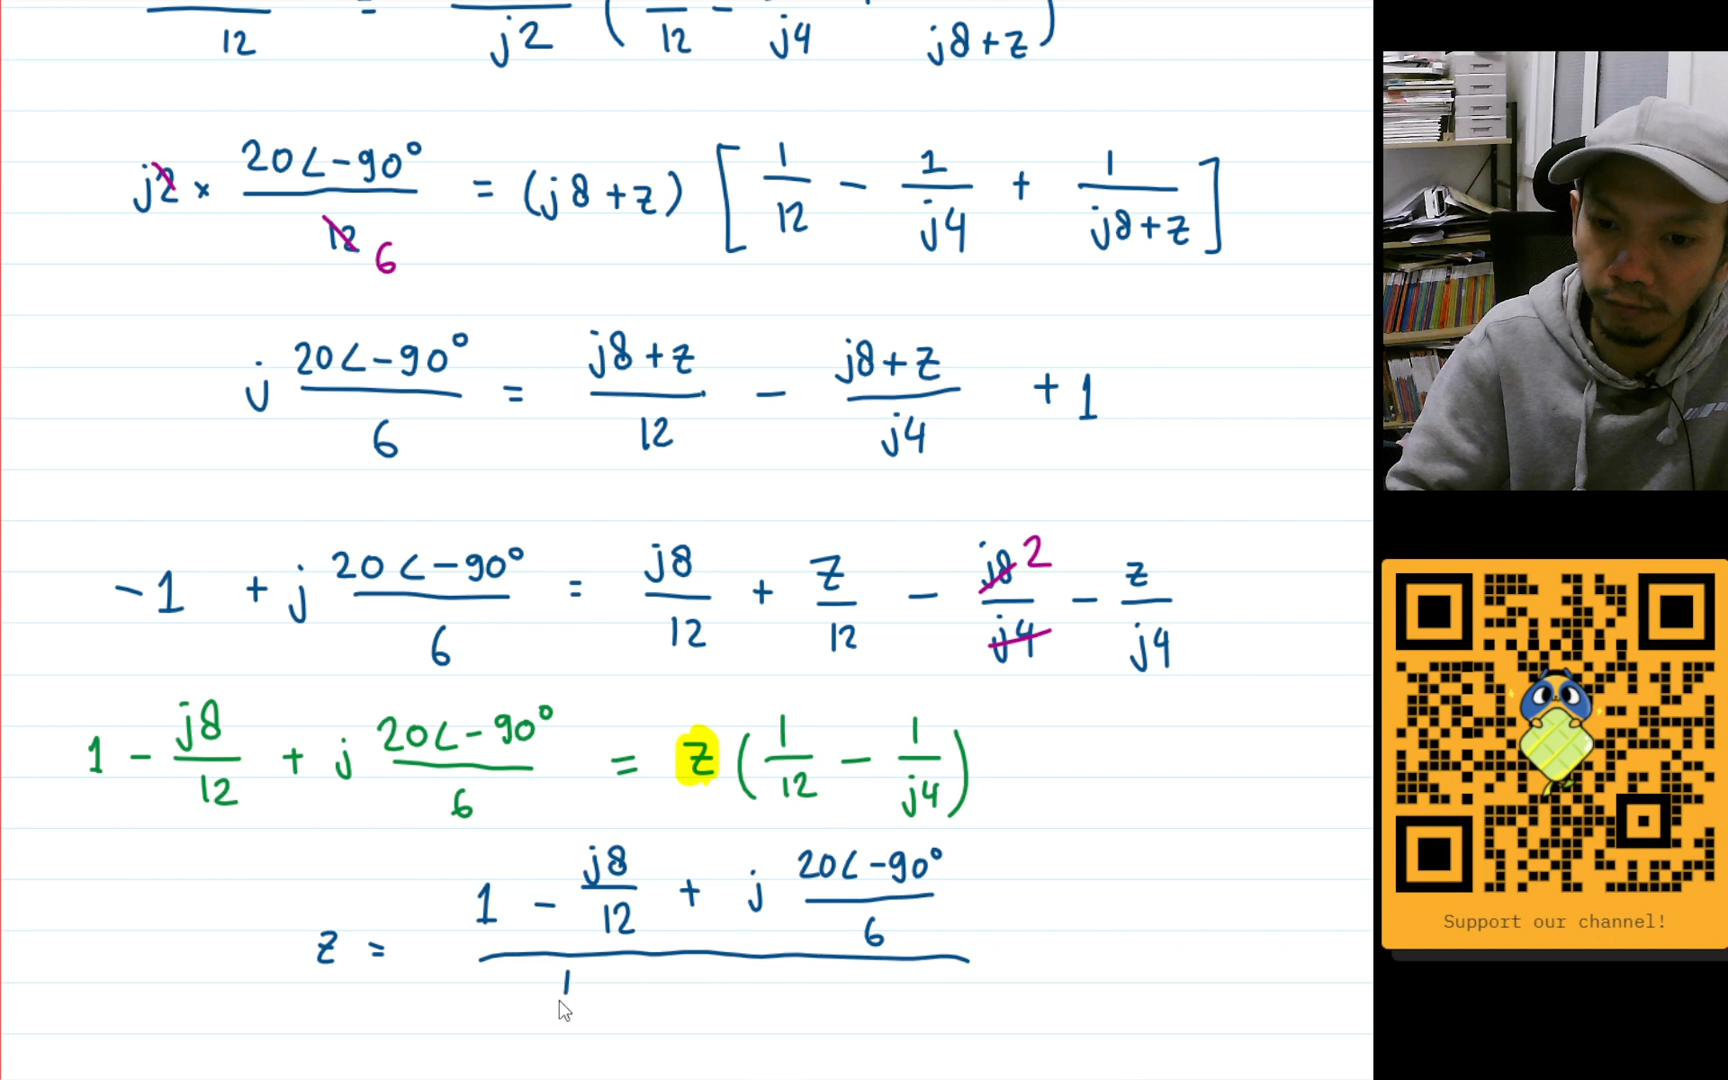 12 = j2 ( 12 - j4 j8+z )
j2 × 20∠-90° / 12 6 = (j8+z) [ 1/12 - 1/j4 + 1/(j8+z) ]
j 20∠-90° / 6 = (j8+z)/12 - (j8+z)/j4 + 1
-1 + j 20∠-90° / 6 = j8/12 + z/12 - j8 2 / j4 - z/j4
1 - j8/12 + j 20∠-90° / 6 = z ( 1/12 - 1/j4 )
z = 1 - j8/12 + j 20∠-90° / 6
1
Support our channel!